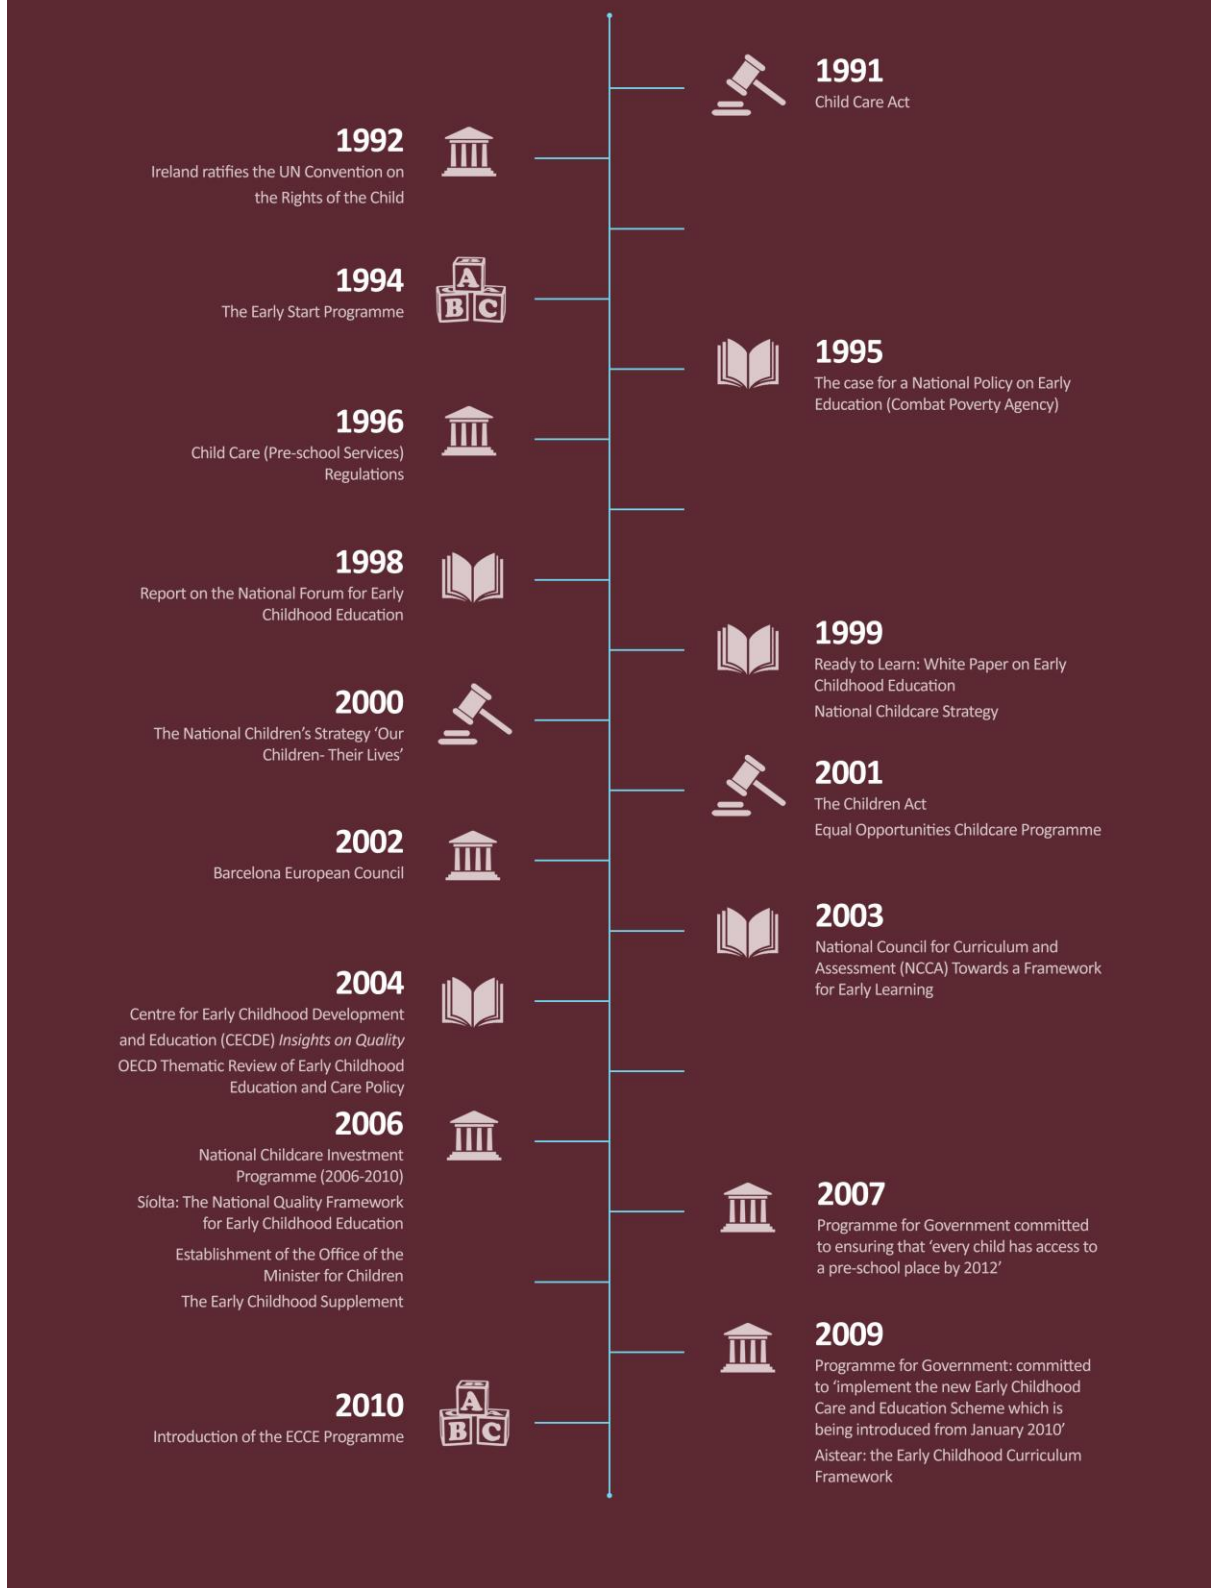 1991
Child Care Act
1992
Ireland ratifies the UN Convention on
the Rights of the Child
1994
The Early Start Programme
A
B C
1995
The case for a National Policy on Early
Education (Combat Poverty Agency)
1996
Child Care (Pre-school Services)
Regulations
1998
Report on the National Forum for Early
Childhood Education
1999
Ready to Learn: White Paper on Early
Childhood Education
National Childcare Strategy
2000
The National Children's Strategy ‘Our
Children- Their Lives’
2001
The Children Act
Equal Opportunities Childcare Programme
2002
Barcelona European Council
2003
National Council for Curriculum and
Assessment (NCCA) Towards a Framework
for Early Learning
2004
Centre for Early Childhood Development
and Education (CECDE) Insights on Quality
OECD Thematic Review of Early Childhood
Education and Care Policy
2006
National Childcare Investment
Programme (2006-2010)
Síolta: The National Quality Framework
for Early Childhood Education
Establishment of the Office of the
Minister for Children
The Early Childhood Supplement
2007
Programme for Government committed
to ensuring that ‘every child has access to
a pre-school place by 2012’
2009
Programme for Government: committed
to ‘implement the new Early Childhood
Care and Education Scheme which is
being introduced from January 2010’
Aistear: the Early Childhood Curriculum
Framework
2010
Introduction of the ECCE Programme
A
B C